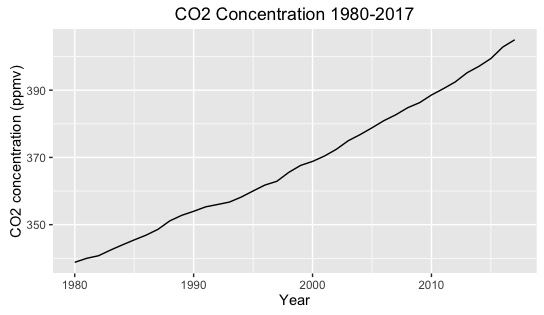 CO2 Concentration 1980-2017
CO2 concentration (ppmv)
390
370
350
1980 1990 2000 2010
Year